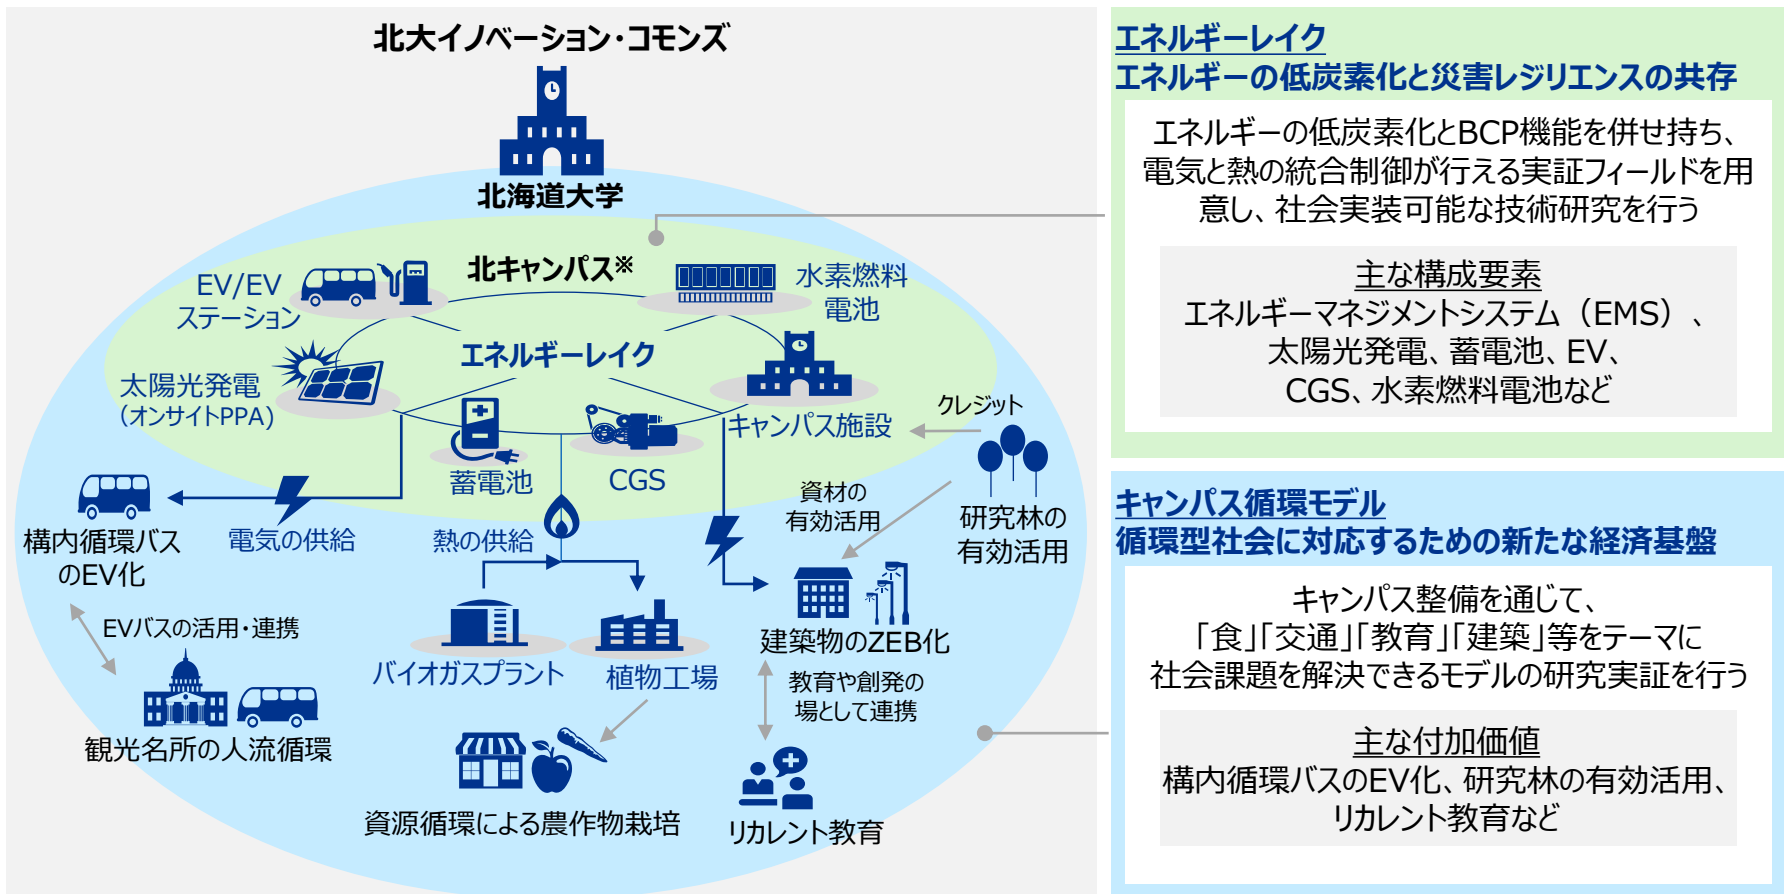 北大イノベーション・コモンズ
北海道大学
北キャンパス※
EV/EV
ステーション
水素燃料
電池
エネルギーレイク
太陽光発電
（オンサイトPPA）
キャンパス施設
クレジット
蓄電池
CGS
資材の
有効活用
研究林の
有効活用
構内循環バス
のEV化
電気の供給
熱の供給
EVバスの活用・連携
バイオガスプラント
植物工場
建築物のZEB化
教育や創発の
場として連携
観光名所の人流循環
資源循環による農作物栽培
リカレント教育
エネルギーレイク
エネルギーの低炭素化と災害レジリエンスの共存
エネルギーの低炭素化とBCP機能を併せ持ち、
電気と熱の統合制御が行える実証フィールドを用
意し、社会実装可能な技術研究を行う
主な構成要素
エネルギーマネジメントシステム（EMS）、
太陽光発電、蓄電池、EV、
CGS、水素燃料電池など
キャンパス循環モデル
循環型社会に対応するための新たな経済基盤
キャンパス整備を通じて、
「食」「交通」「教育」「建築」等をテーマに
社会課題を解決できるモデルの研究実証を行う
主な付加価値
構内循環バスのEV化、研究林の有効活用、
リカレント教育など